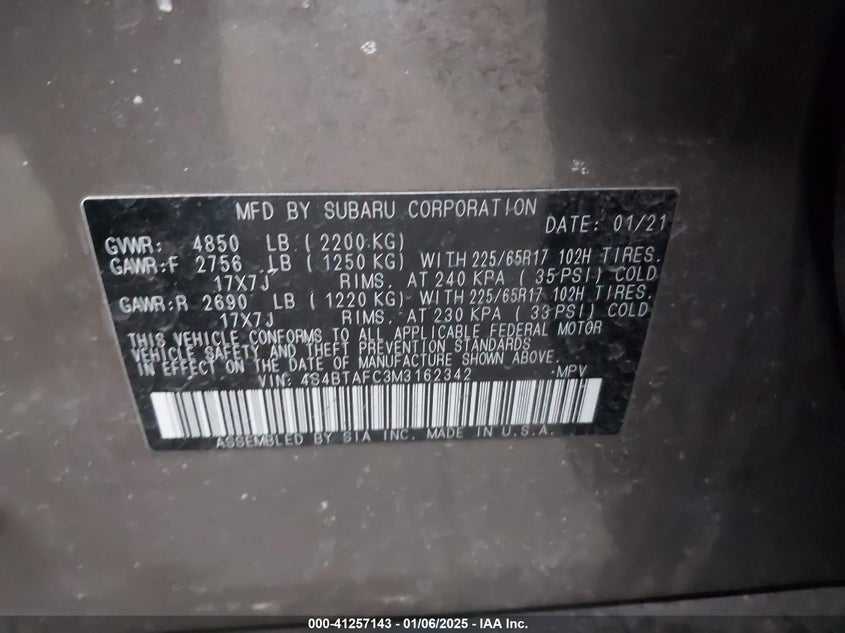 MFD BY SUBARU CORPORATION
DATE: 01/21
GVWR: 4850 LB ( 2200 KG)
GAWR:F 2756 LB ( 1250 KG) WITH 225/65R17 102H TIRES.
17X7J RIMS. AT 240 KPA ( 35 PSI) COLD
GAWR:R 2690 LB ( 1220 KG) WITH 225/65R17 102H TIRES.
17X7J RIMS. AT 230 KPA ( 33 PSI) COLD
THIS VEHICLE CONFORMS TO ALL APPLICABLE FEDERAL MOTOR
VEHICLE SAFETY AND THEFT PREVENTION STANDARDS
IN EFFECT ON THE DATE OF MANUFACTURE SHOWN ABOVE.
VIN: 4S4BTAFC3M3162342 MPV
ASSEMBLED BY SIA INC. MADE IN U.S.A.
000-41257143 - 01/06/2025 - IAA Inc.